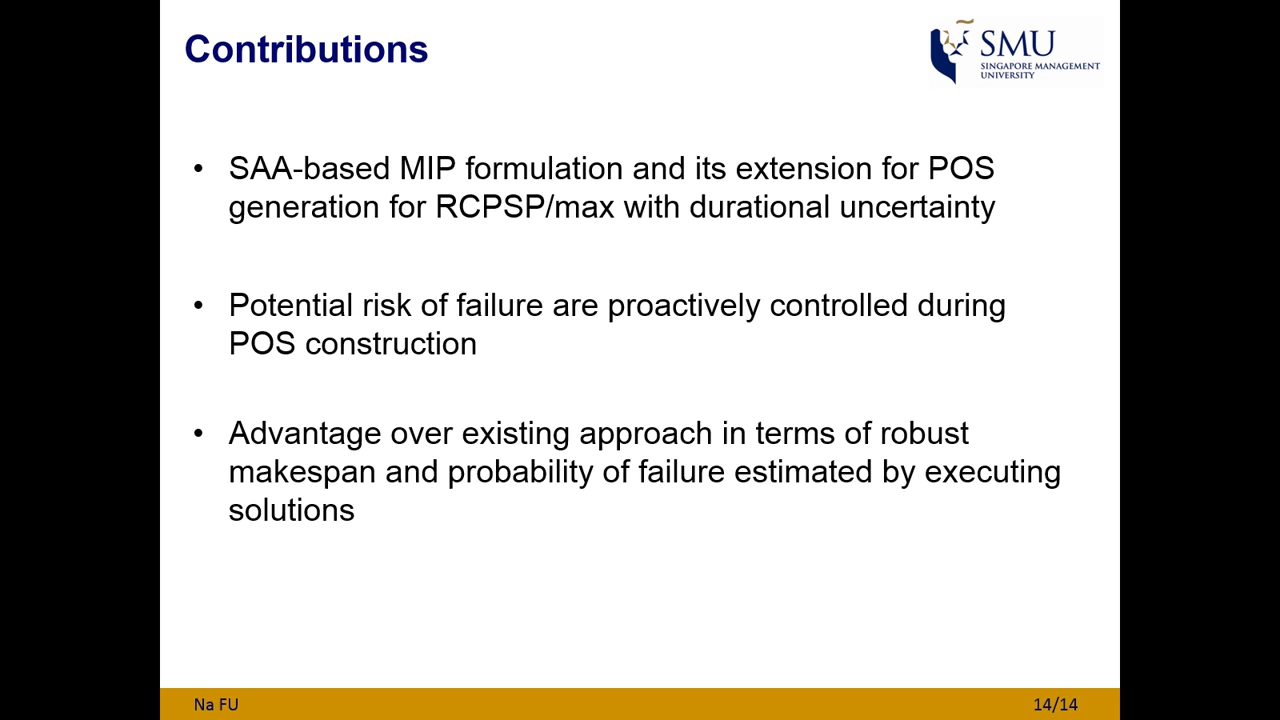 Contributions
SMU
SINGAPORE MANAGEMENT
UNIVERSITY
• SAA-based MIP formulation and its extension for POS
generation for RCPSP/max with durational uncertainty
• Potential risk of failure are proactively controlled during
POS construction
• Advantage over existing approach in terms of robust
makespan and probability of failure estimated by executing
solutions
Na FU
14/14